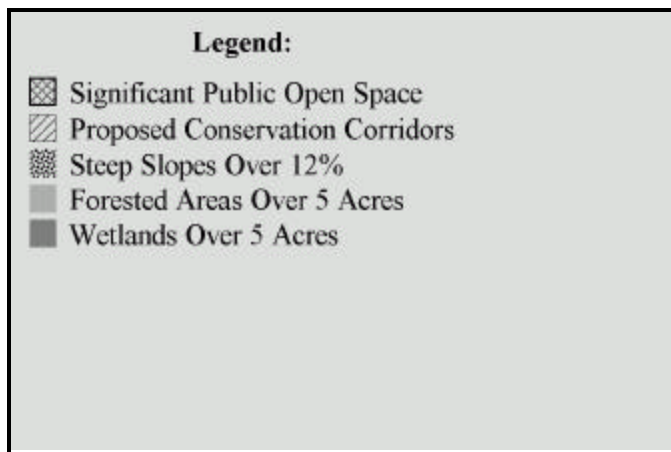 Legend:
Significant Public Open Space
Proposed Conservation Corridors
Steep Slopes Over 12%
Forested Areas Over 5 Acres
Wetlands Over 5 Acres